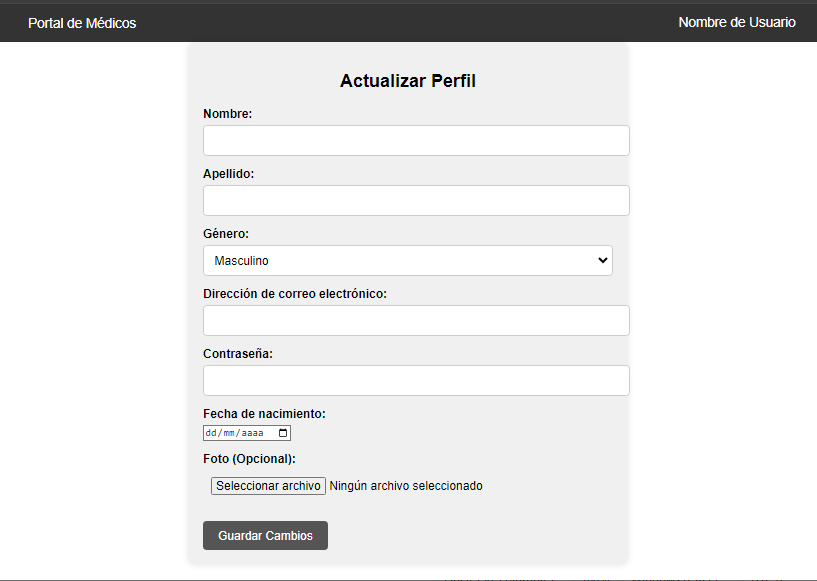 Portal de Médicos
Nombre de Usuario
Actualizar Perfil
Nombre:
Apellido:
Género:
Masculino
Dirección de correo electrónico:
Contraseña:
Fecha de nacimiento:
dd/mm/aaaa
Foto (Opcional):
Seleccionar archivo Ningún archivo seleccionado
Guardar Cambios